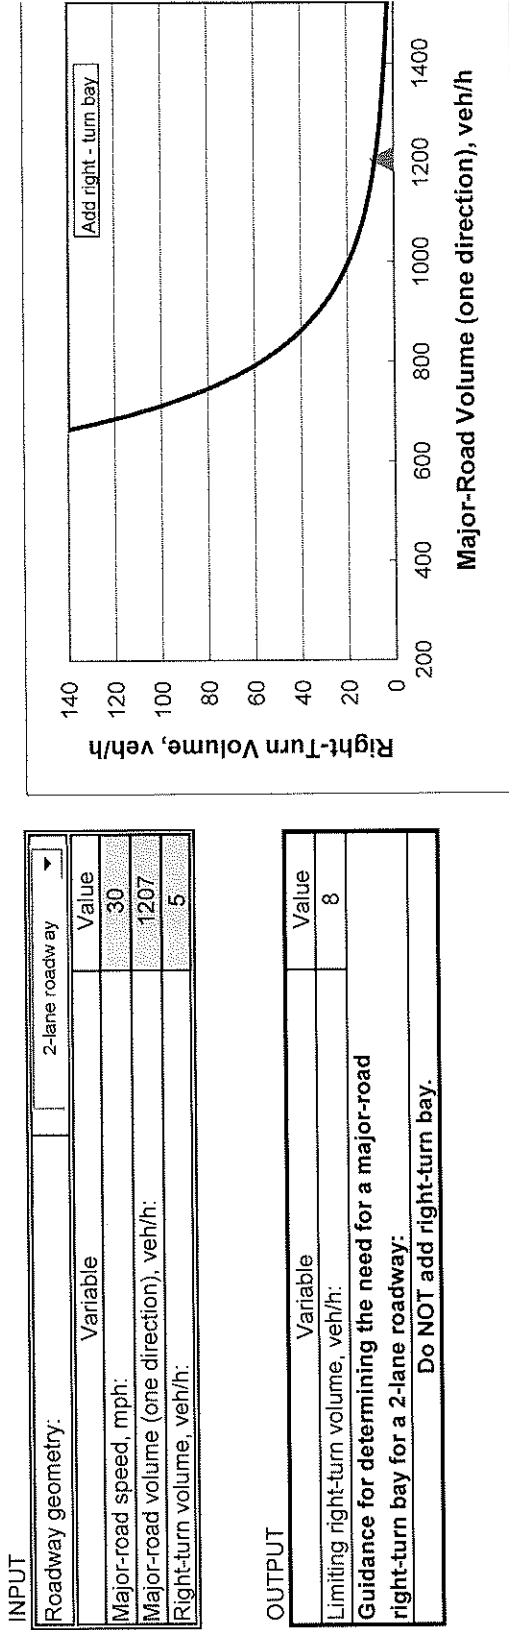 INPUT
Roadway geometry: 2-lane roadway
Variable Value
Major-road speed, mph: 30
Major-road volume (one direction), veh/h: 1207
Right-turn volume, veh/h: 5
OUTPUT
Variable Value
Limiting right-turn volume, veh/h: 8
Guidance for determining the need for a major-road
right-turn bay for a 2-lane roadway:
Do NOT add right-turn bay.
Right-Turn Volume, veh/h
140
120
100
80
60
40
20
0
Add right - turn bay
200 400 600 800 1000 1200 1400
Major-Road Volume (one direction), veh/h